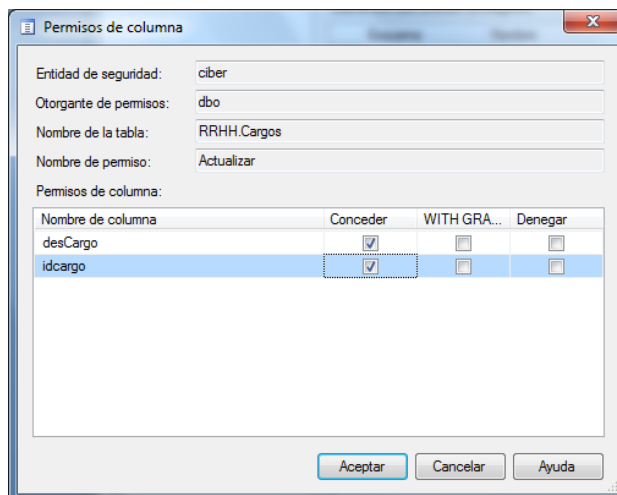 Permisos de columna
Entidad de seguridad: ciber
Otorgante de permisos: dbo
Nombre de la tabla: RRHH.Cargos
Nombre de permiso: Actualizar
Permisos de columna:
Nombre de columna Conceder WITH GRA... Denegar
desCargo
idcargo
Aceptar Cancelar Ayuda